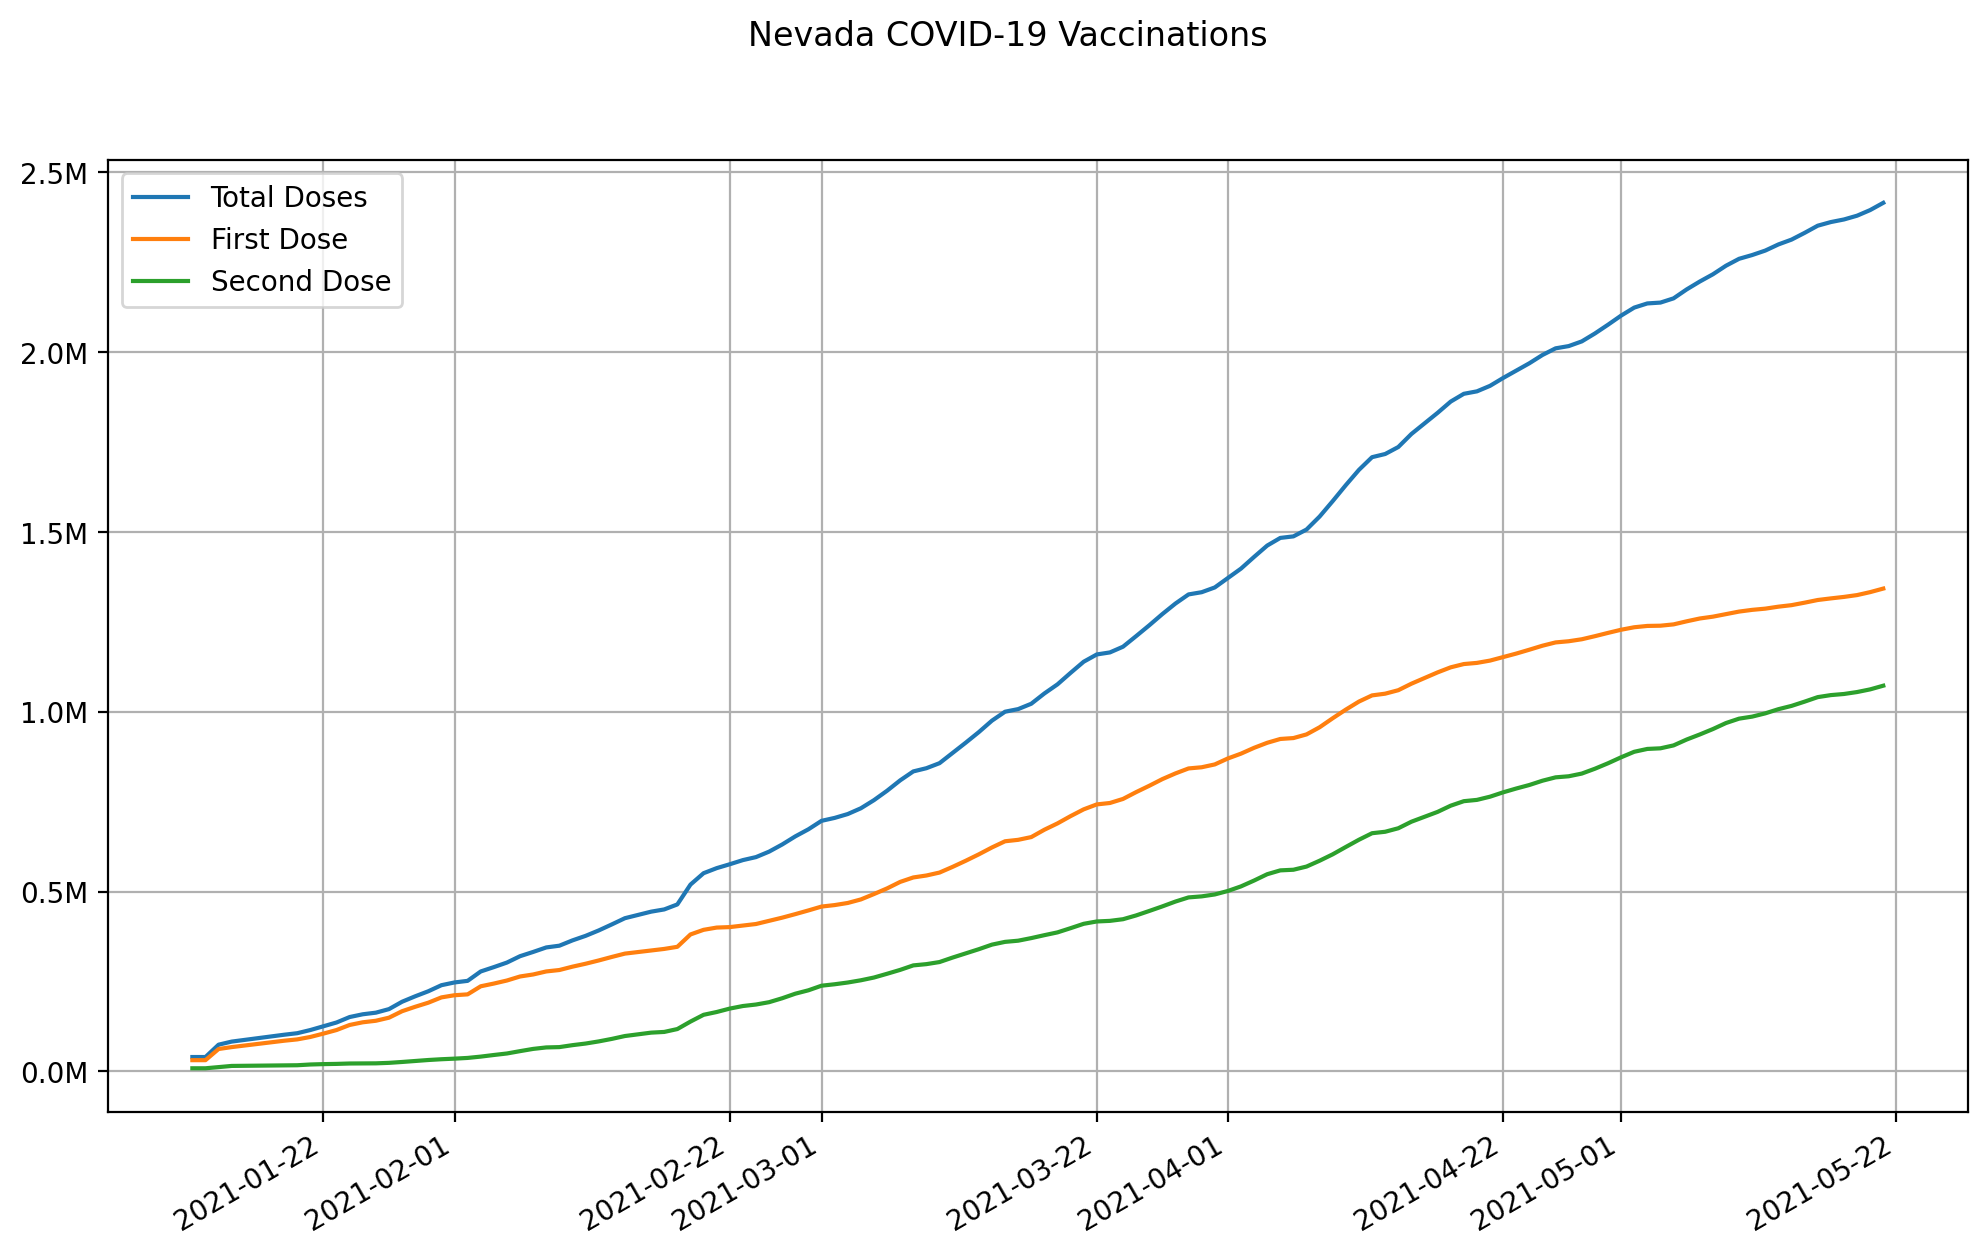 Nevada COVID-19 Vaccinations
2.5M
2.0M
1.5M
1.0M
0.5M
0.0M
Total Doses
First Dose
Second Dose
2021-01-22
2021-02-01
2021-02-22
2021-03-01
2021-03-22
2021-04-01
2021-04-22
2021-05-01
2021-05-22